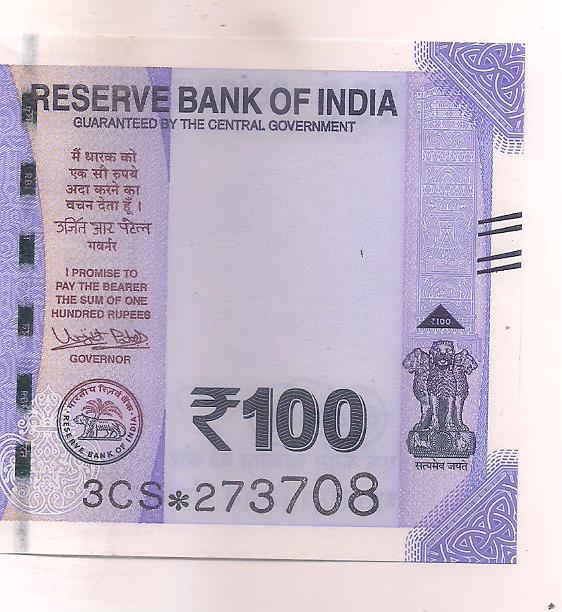 RESERVE BANK OF INDIA
GUARANTEED BY THE CENTRAL GOVERNMENT
मैं धारक को
एक सौ रुपये
अदा करने का
वचन देता हूँ ।
उर्जित आर पटेल
गवर्नर
I PROMISE TO
PAY THE BEARER
THE SUM OF ONE
HUNDRED RUPEES
GOVERNOR
भारतीय रिज़र्व बैंक
RESERVE BANK OF INDIA
₹100
₹100
सत्यमेव जयते
3CS*273708